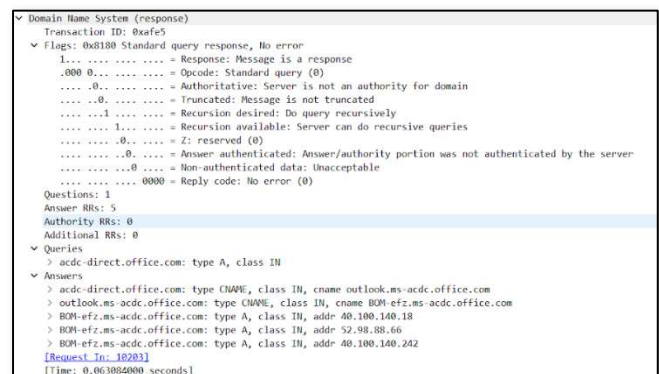 Domain Name System (response)
Transaction ID: 0xafe5
Flags: 0x8180 Standard query response, No error
1... .... .... .... = Response: Message is a response
.000 0... .... .... = Opcode: Standard query (0)
.... .0.. .... .... = Authoritative: Server is not an authority for domain
.... ..0. .... .... = Truncated: Message is not truncated
.... ...1 .... .... = Recursion desired: Do query recursively
.... .... 1... .... = Recursion available: Server can do recursive queries
.... .... .0.. .... = Z: reserved (0)
.... .... ..0. .... = Answer authenticated: Answer/authority portion was not authenticated by the server
.... .... ...0 .... = Non-authenticated data: Unacceptable
.... .... .... 0000 = Reply code: No error (0)
Questions: 1
Answer RRs: 5
Authority RRs: 0
Additional RRs: 0
Queries
> acdc-direct.office.com: type A, class IN
Answers
> acdc-direct.office.com: type CNAME, class IN, cname outlook.ms-acdc.office.com
> outlook.ms-acdc.office.com: type CNAME, class IN, cname BOM-efz.ms-acdc.office.com
> BOM-efz.ms-acdc.office.com: type A, class IN, addr 40.100.140.18
> BOM-efz.ms-acdc.office.com: type A, class IN, addr 52.98.88.66
> BOM-efz.ms-acdc.office.com: type A, class IN, addr 40.100.140.242
[Request In: 10203]
[Time: 0.063084000 seconds]